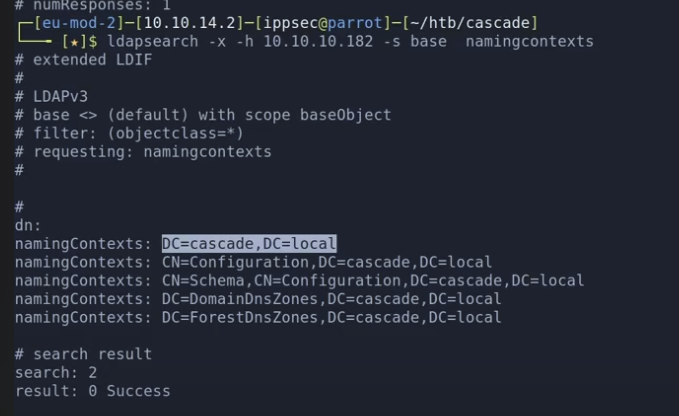 # numResponses: 1
┌─[eu-mod-2]─[10.10.14.2]─[ippsec@parrot]─[~/htb/cascade]
└──╼ [★]$ ldapsearch -x -h 10.10.10.182 -s base  namingcontexts
# extended LDIF
#
# LDAPv3
# base <> (default) with scope baseObject
# filter: (objectclass=*)
# requesting: namingcontexts
#
#
dn:
namingContexts: DC=cascade,DC=local
namingContexts: CN=Configuration,DC=cascade,DC=local
namingContexts: CN=Schema,CN=Configuration,DC=cascade,DC=local
namingContexts: DC=DomainDnsZones,DC=cascade,DC=local
namingContexts: DC=ForestDnsZones,DC=cascade,DC=local
# search result
search: 2
result: 0 Success